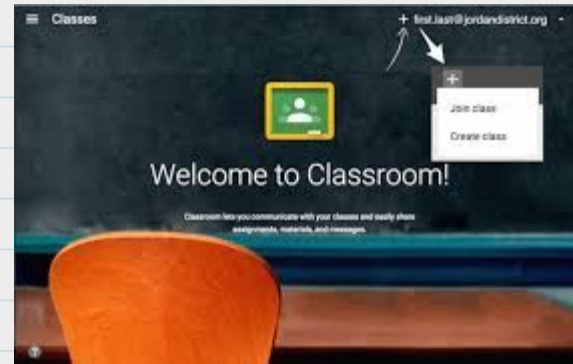 Classes
+ first.last@jordandistrict.org
+
Join class
Create class
Welcome to Classroom!
Classroom lets you communicate with your classes and easily share
assignments, materials, and messages.
?